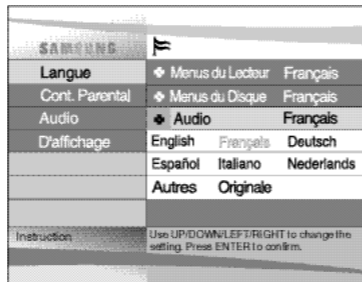 SAMSUNG
Langue
Menus du Lecteur Français
Cont. Parental
Menus du Disque Français
Audio
Audio Français
D'affichage
English Français Deutsch
Español Italiano Nederlands
Autres Originale
Instruction
Use UP/DOWN/LEFT/RIGHT to change the
setting. Press ENTER to confirm.